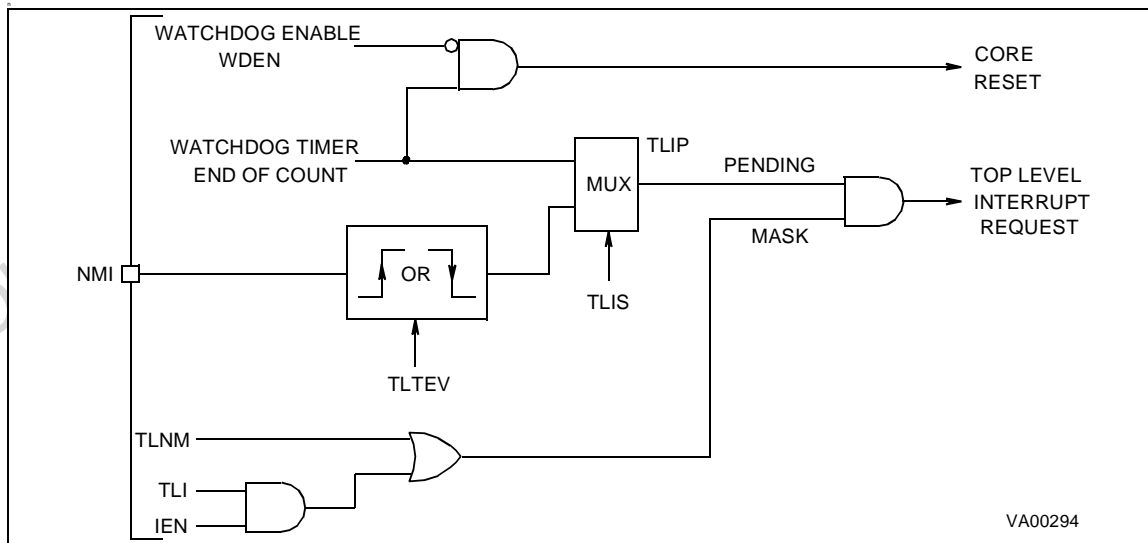 WATCHDOG ENABLE
WDEN
CORE
RESET
WATCHDOG TIMER
END OF COUNT
MUX
TLIP
PENDING
MASK
TOP LEVEL
INTERRUPT
REQUEST
NMI
OR
TLIS
TLTEV
TLNM
TLI
IEN
VA00294